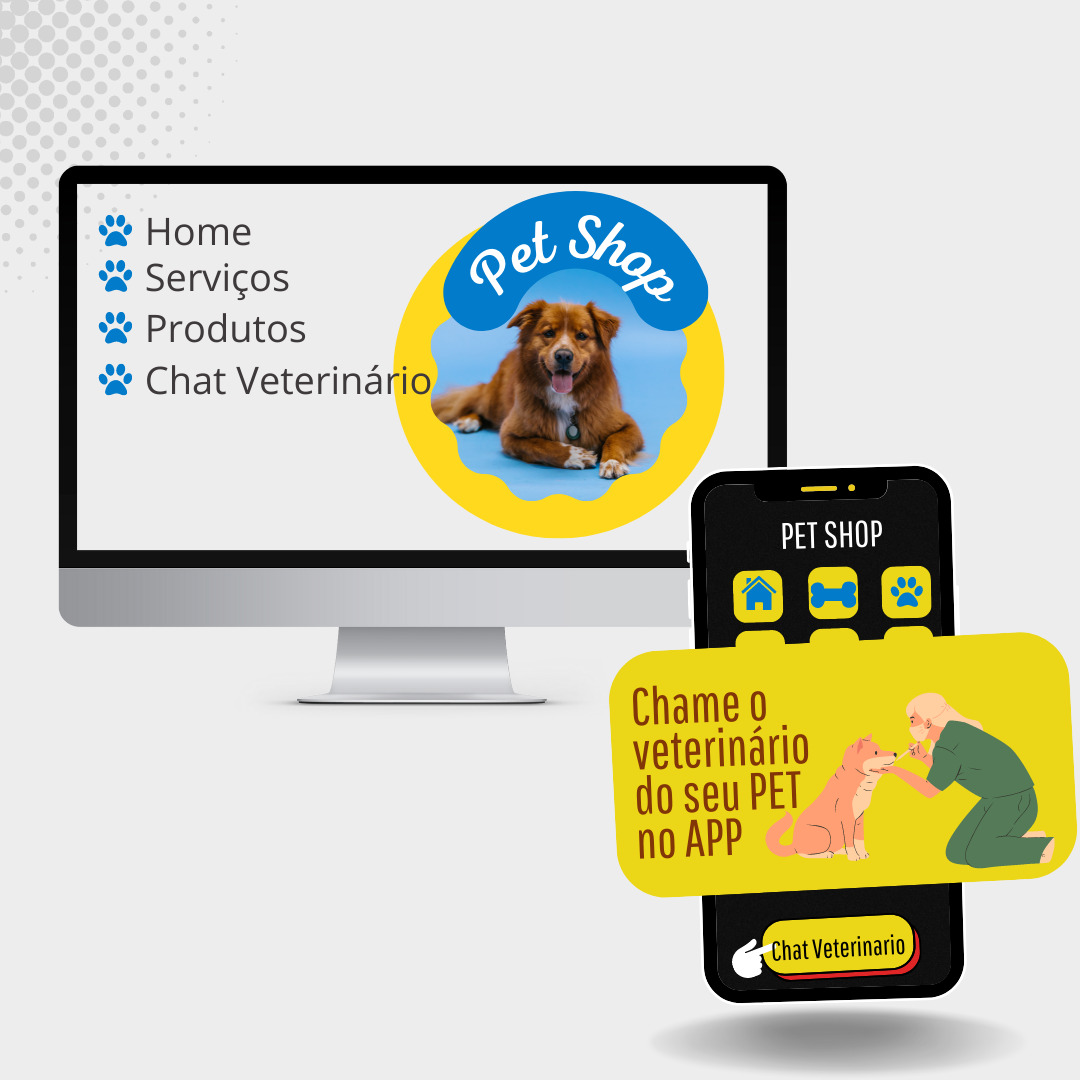 Home
Serviços
Produtos
Chat Veterinário
Pet Shop
PET SHOP
Chame o
veterinário
do seu PET
no APP
Chat Veterinario